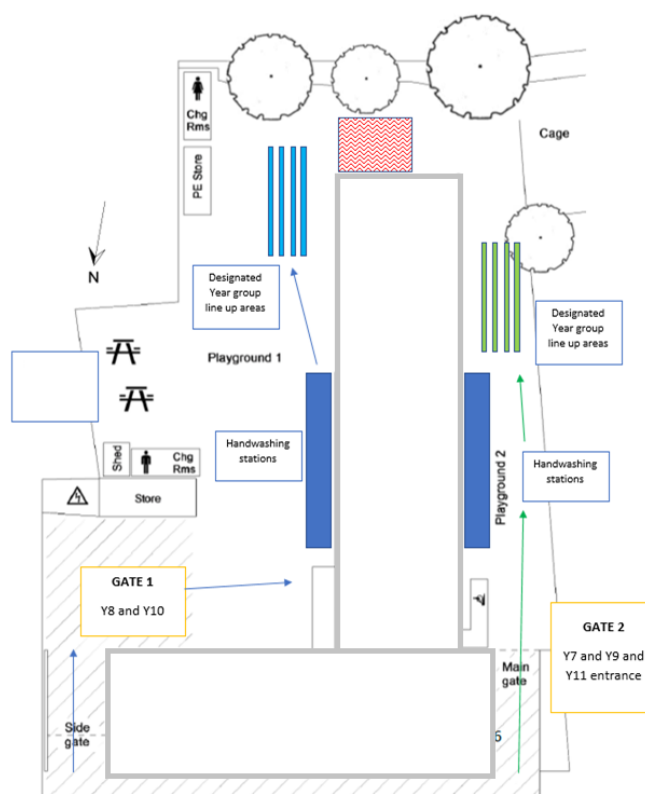 Chg
Rms
PE Store
Cage
N
Designated
Year group
line up areas
Designated
Year group
line up areas
Playground 1
Handwashing
stations
Handwashing
stations
Playground 2
Shed
Chg
Rms
Store
GATE 1
Y8 and Y10
GATE 2
Y7 and Y9 and
Y11 entrance
Main
gate
Side
gate
5